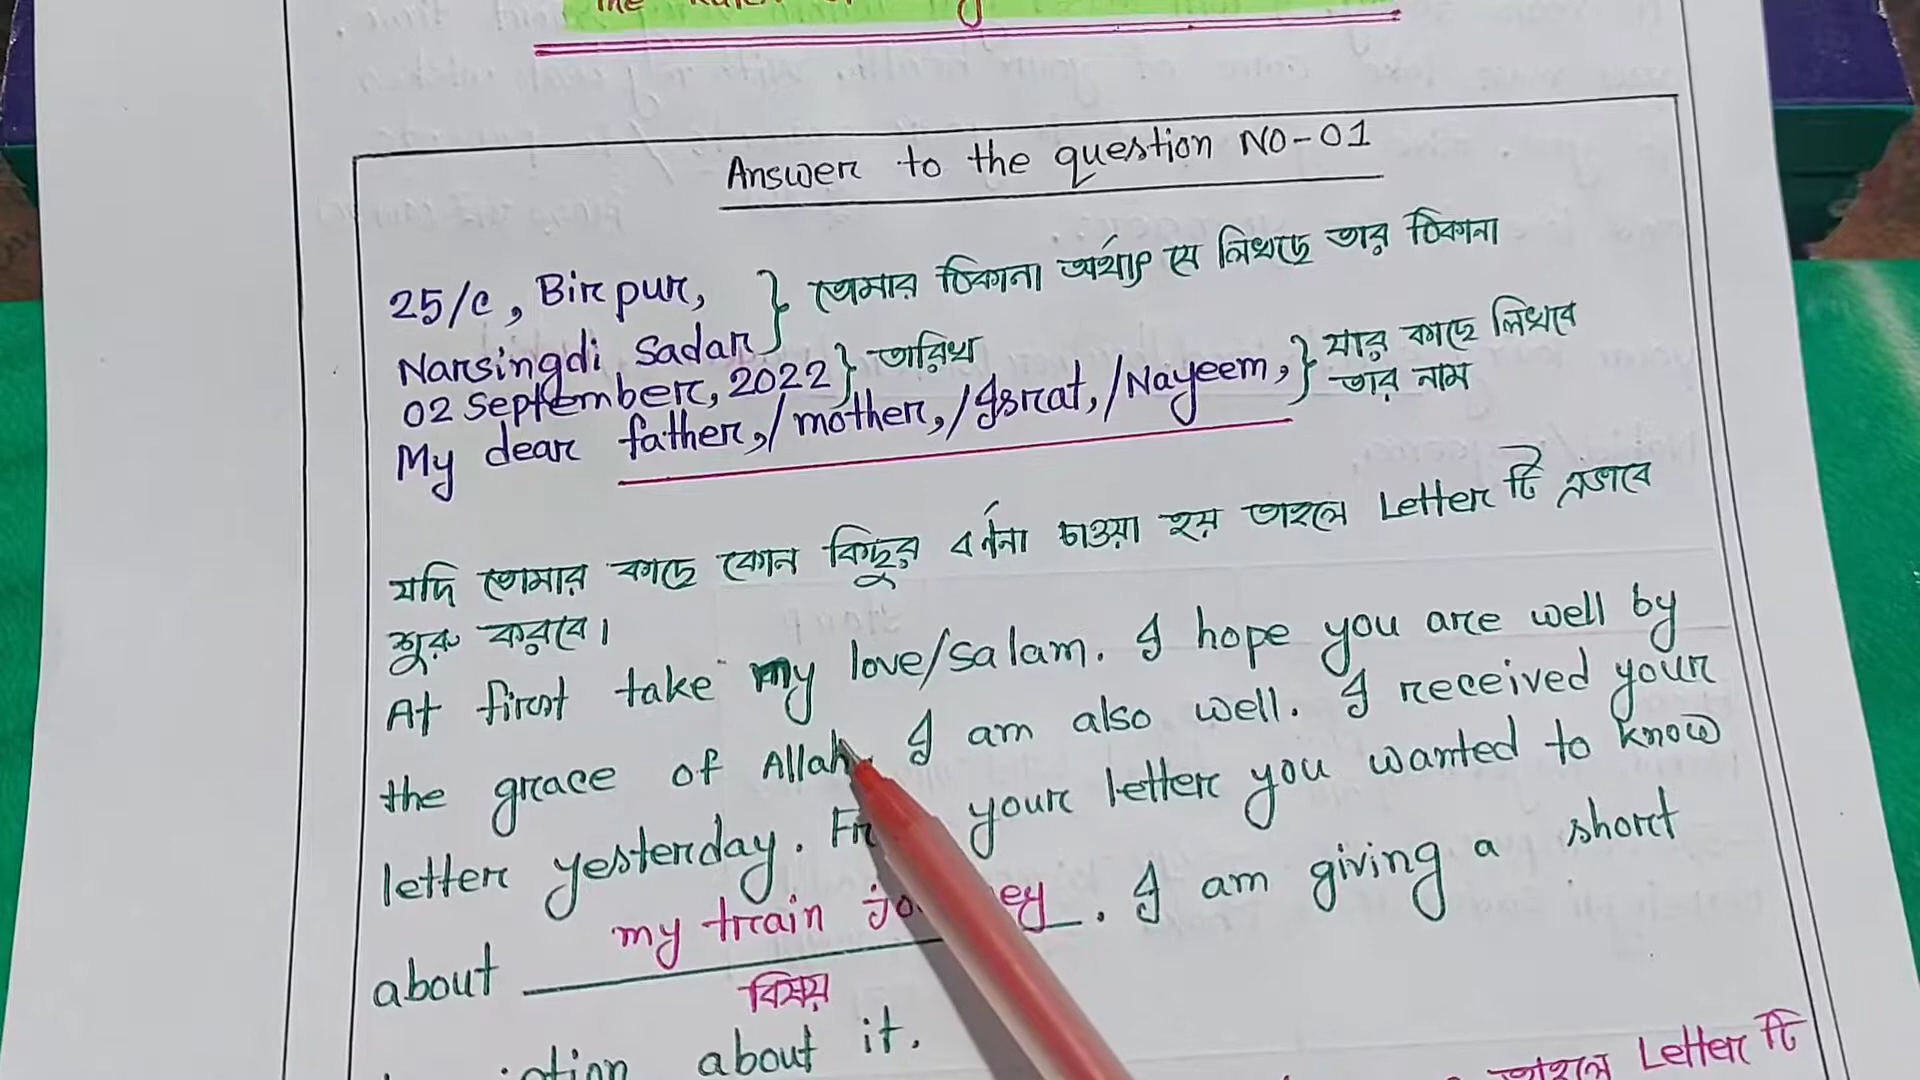 Answer to the question NO-01
25/c, Birpur, } তোমার ঠিকানা অর্থাৎ যে লিখছে তার ঠিকানা
Narsingdi Sadar
02 September, 2022 } তারিখ
My dear father,/mother,/Israt,/Nayeem, } যার কাছে লিখবে তার নাম
যদি তোমার কাছে কোন কিছুর বর্ননা চাওয়া হয় তাহলে Letter টি এভাবে
শুরু করবে।
At first take my love/salam. I hope you are well by
the grace of Allah. I am also well. I received your
letter yesterday. your letter you wanted to know
about my train . I am giving a short
বিষয়
about it.
তাহলে Letter টি